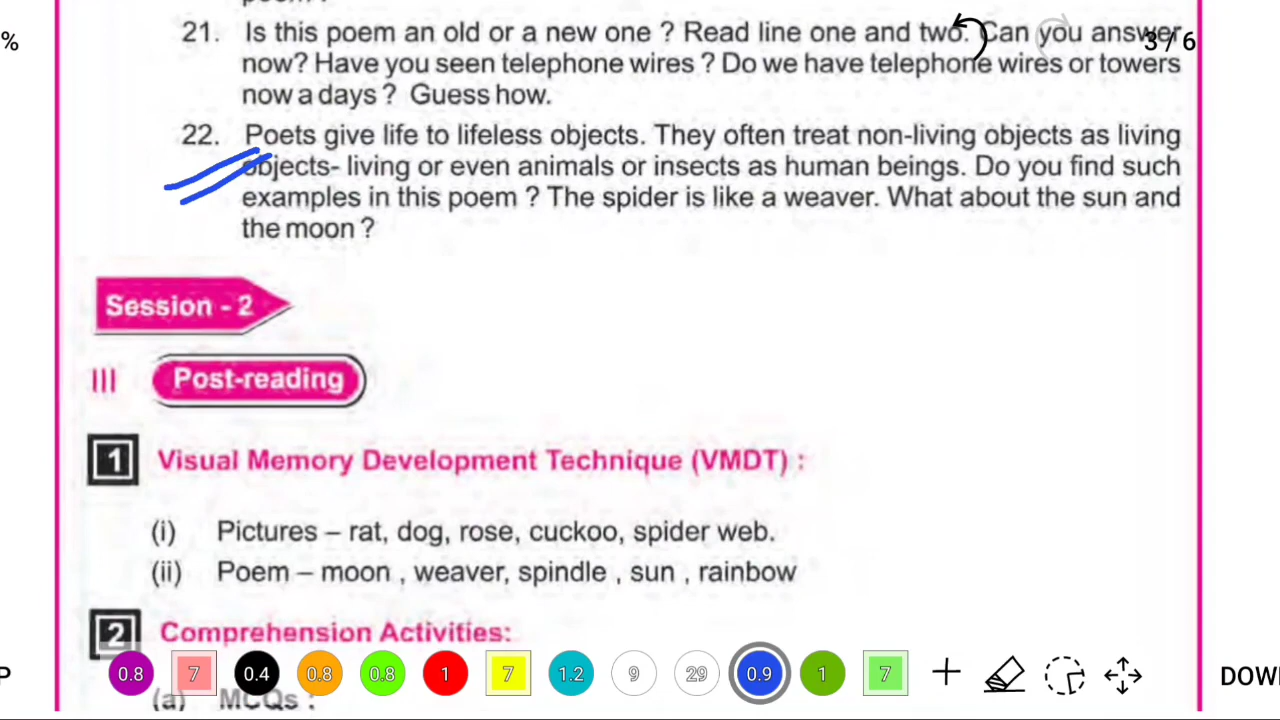 %
3 / 6
21. Is this poem an old or a new one ? Read line one and two. Can you answer
now? Have you seen telephone wires ? Do we have telephone wires or towers
now a days ? Guess how.
22. Poets give life to lifeless objects. They often treat non-living objects as living
objects- living or even animals or insects as human beings. Do you find such
examples in this poem ? The spider is like a weaver. What about the sun and
the moon ?
Session - 2
III Post-reading
1 Visual Memory Development Technique (VMDT) :
(i) Pictures – rat, dog, rose, cuckoo, spider web.
(ii) Poem – moon , weaver, spindle , sun , rainbow
2 Comprehension Activities:
0.8 7 0.4 0.8 0.8 1 7 1.2 9 29 0.9 1 7
(a) MCQs :